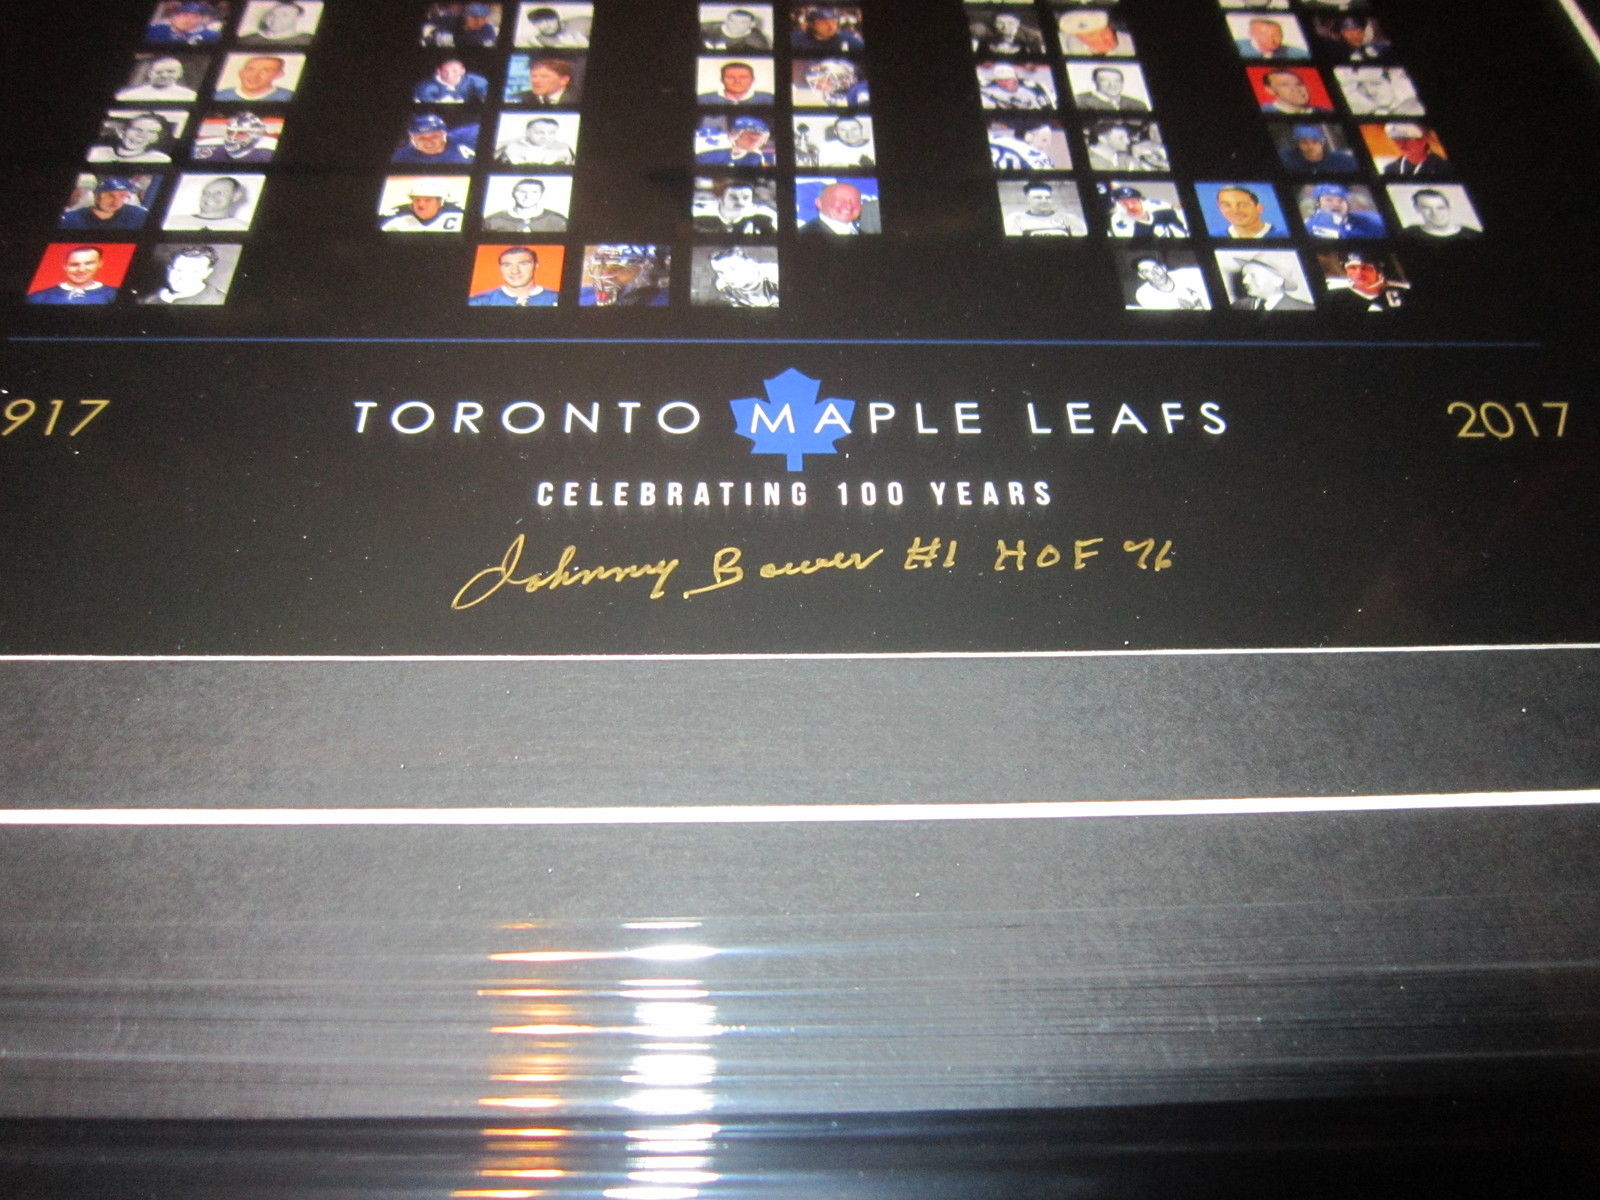 917 TORONTO MAPLE LEAFS 2017
CELEBRATING 100 YEARS
Johnny Bower #1 HOF 76